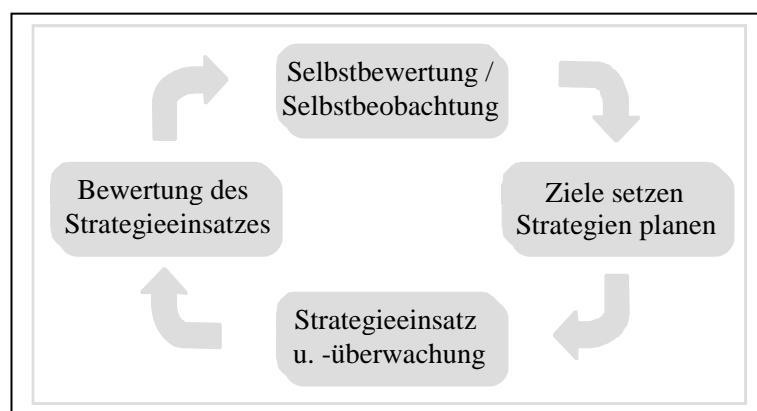 Selbstbewertung /
Selbstbeobachtung
Ziele setzen
Strategien planen
Strategieeinsatz
u. -überwachung
Bewertung des
Strategieeinsatzes